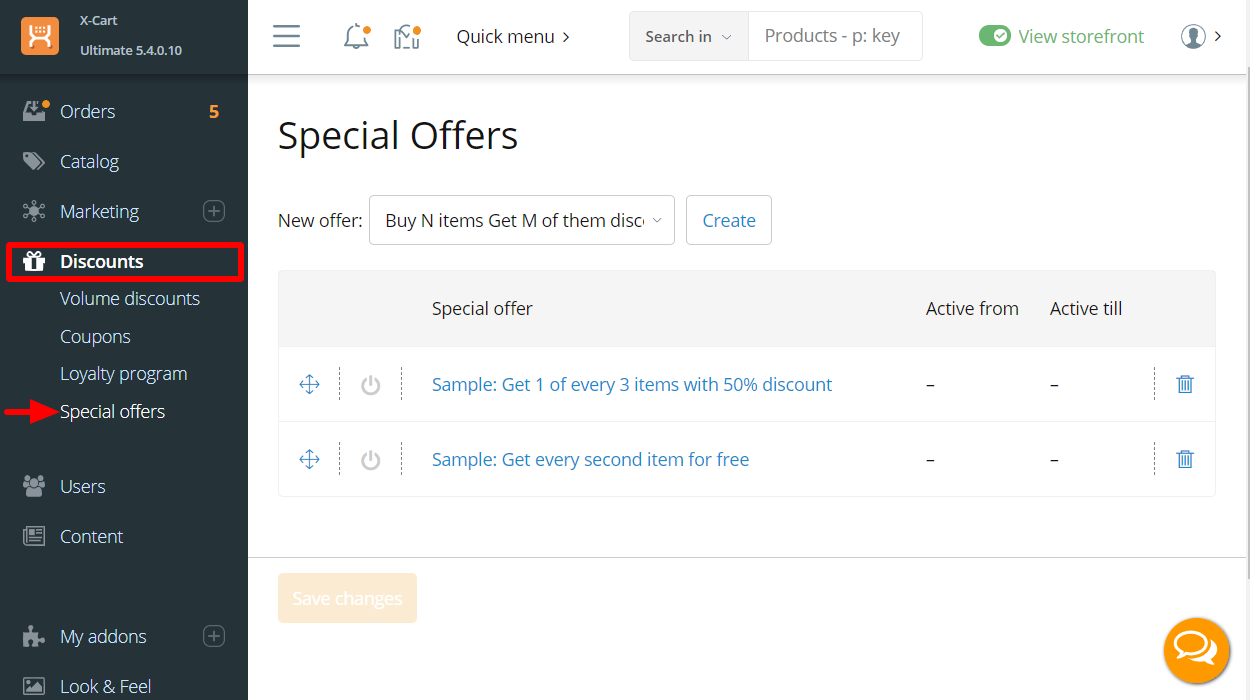 X-Cart
Ultimate 5.4.0.10
Quick menu
Search in
Products - p: key
View storefront
Orders 5
Catalog
Marketing
Discounts
Volume discounts
Coupons
Loyalty program
Special offers
Users
Content
My addons
Look & Feel
Special Offers
New offer: Buy N items Get M of them disc Create
Special offer Active from Active till
Sample: Get 1 of every 3 items with 50% discount – –
Sample: Get every second item for free – –
Save changes